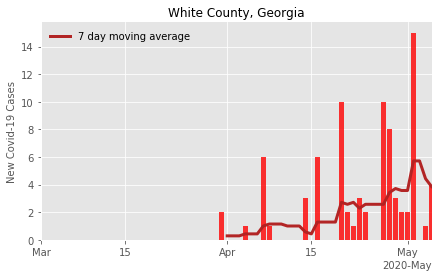 White County, Georgia
7 day moving average
New Covid-19 Cases
14
12
10
8
6
4
2
0
Mar 15 Apr 15 May
2020-May